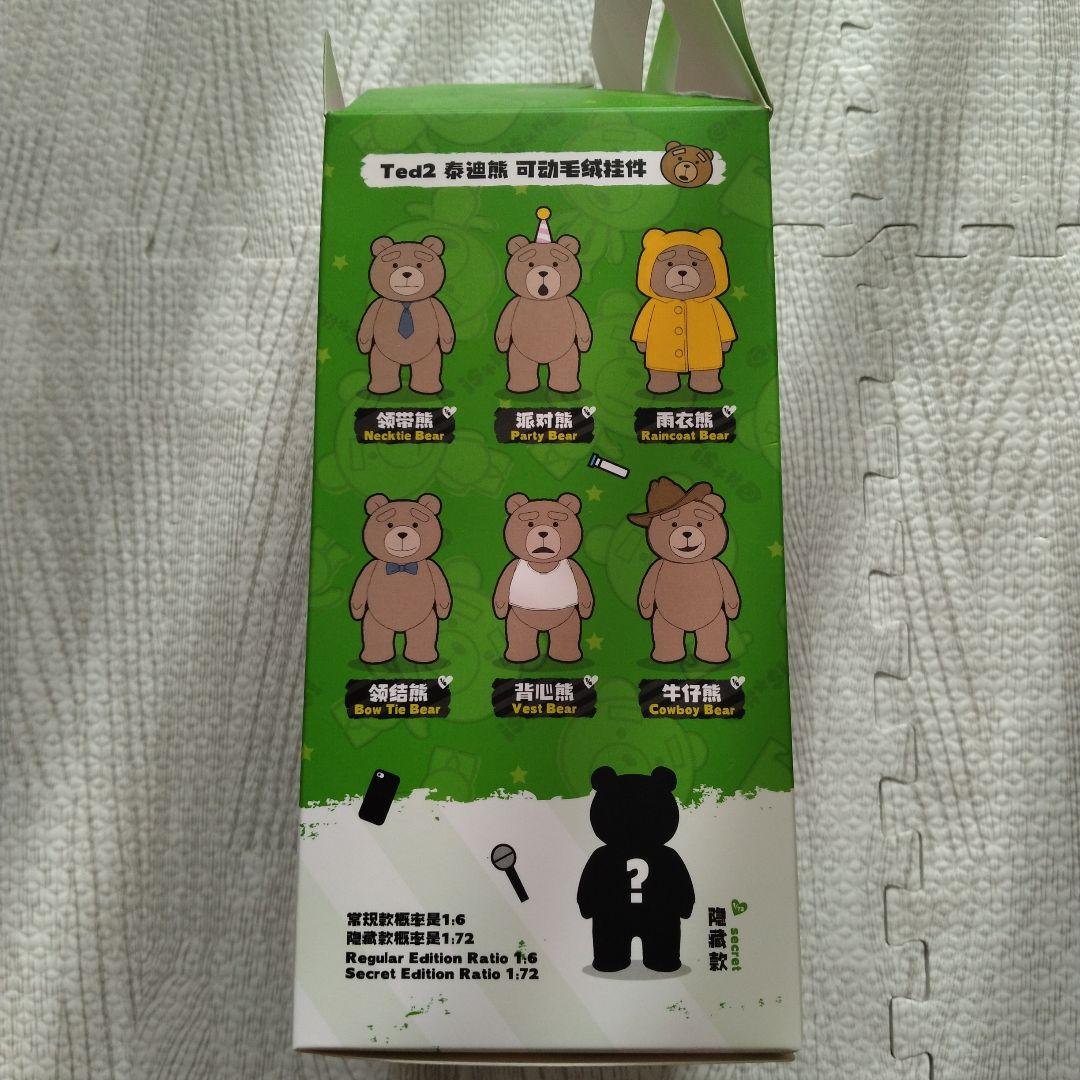 Ted2 泰迪熊 可动毛绒挂件
领带熊
Necktie Bear
派对熊
Party Bear
雨衣熊
Raincoat Bear
领结熊
Bow Tie Bear
背心熊
Vest Bear
牛仔熊
Cowboy Bear
?
常规款概率是1:6
隐藏款概率是1:72
Regular Edition Ratio 1:6
Secret Edition Ratio 1:72
隐藏款
secret
1/72